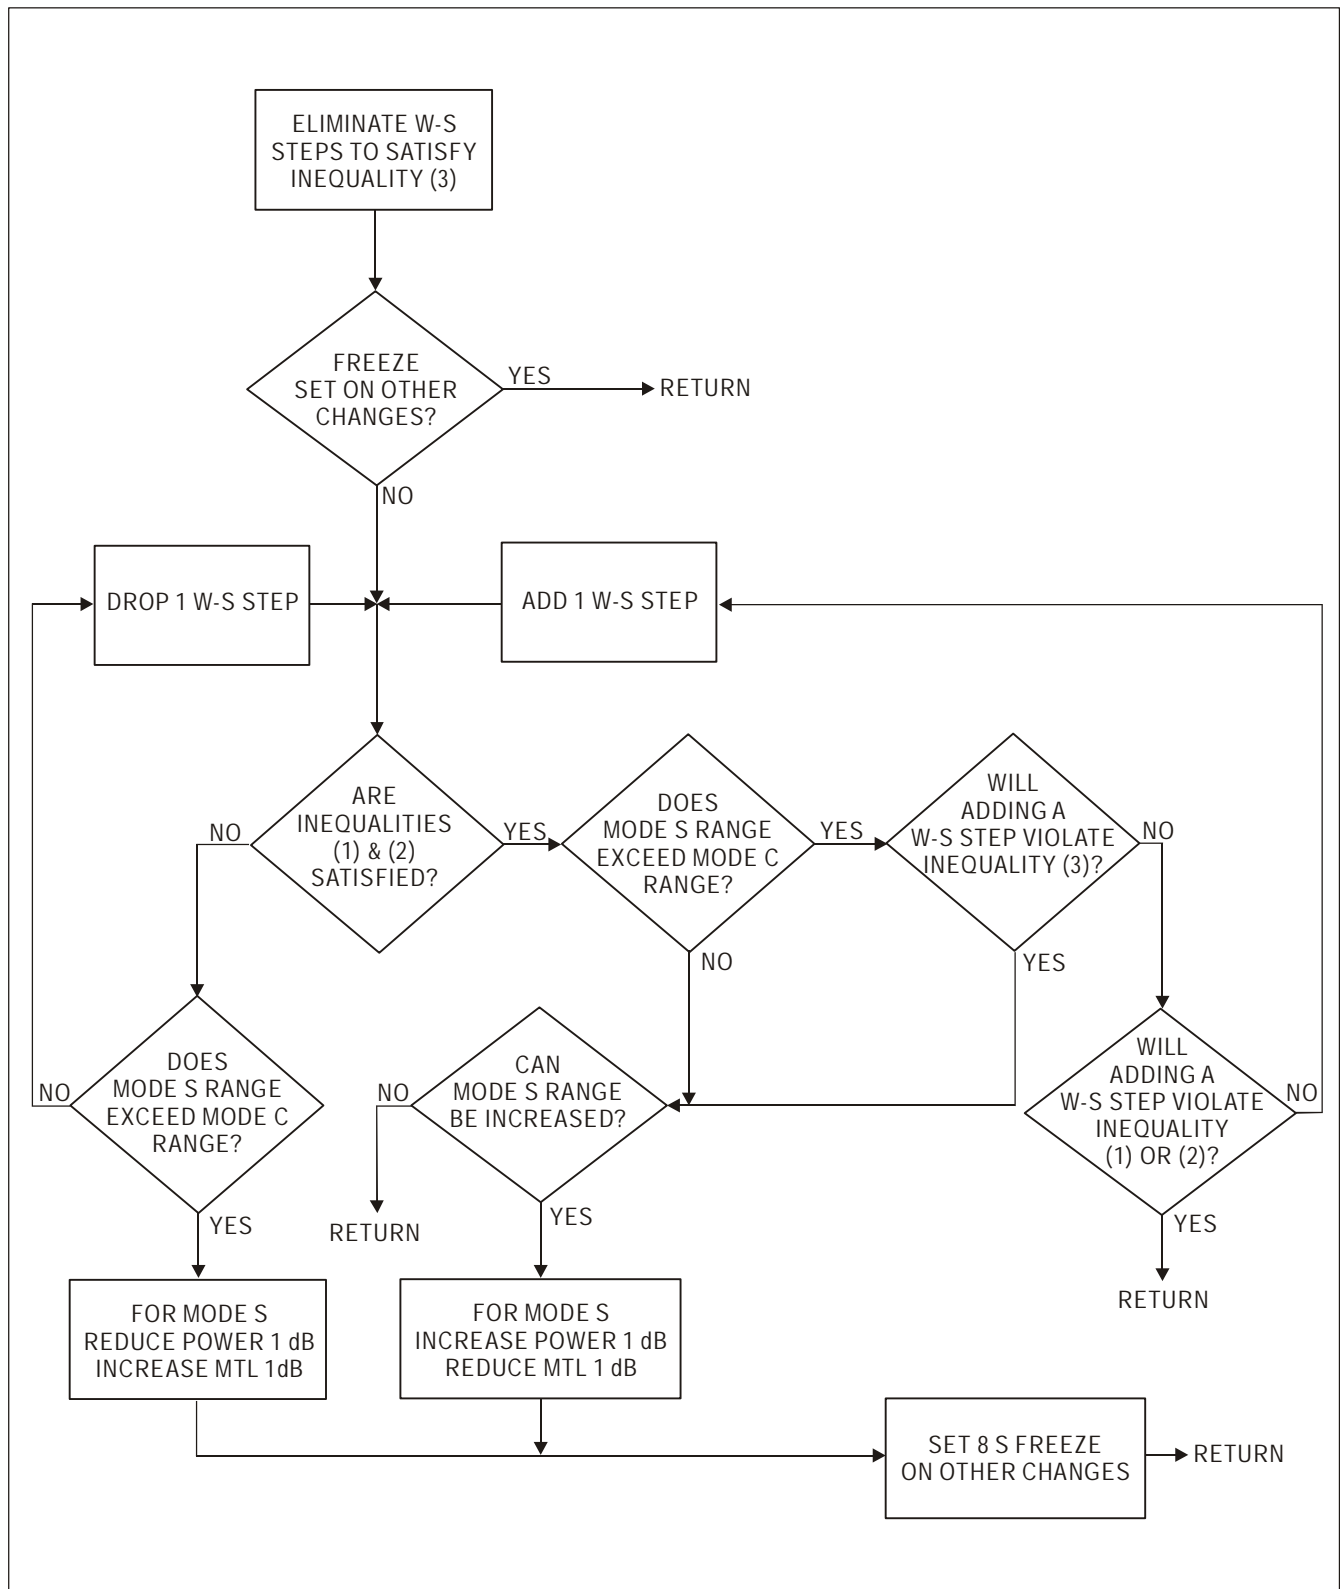 ELIMINATE W-S
STEPS TO SATISFY
INEQUALITY (3)
FREEZE
SET ON OTHER
CHANGES?
YES
RETURN
NO
DROP 1 W-S STEP
ADD 1 W-S STEP
ARE
INEQUALITIES
(1) & (2)
SATISFIED?
NO
YES
DOES
MODE S RANGE
EXCEED MODE C
RANGE?
YES
NO
WILL
ADDING A
W-S STEP VIOLATE
INEQUALITY (3)?
NO
YES
DOES
MODE S RANGE
EXCEED MODE C
RANGE?
NO
YES
CAN
MODE S RANGE
BE INCREASED?
NO
RETURN
YES
WILL
ADDING A
W-S STEP VIOLATE
INEQUALITY
(1) OR (2)?
NO
YES
RETURN
FOR MODE S
REDUCE POWER 1 dB
INCREASE MTL 1dB
FOR MODE S
INCREASE POWER 1 dB
REDUCE MTL 1 dB
SET 8 S FREEZE
ON OTHER CHANGES
RETURN